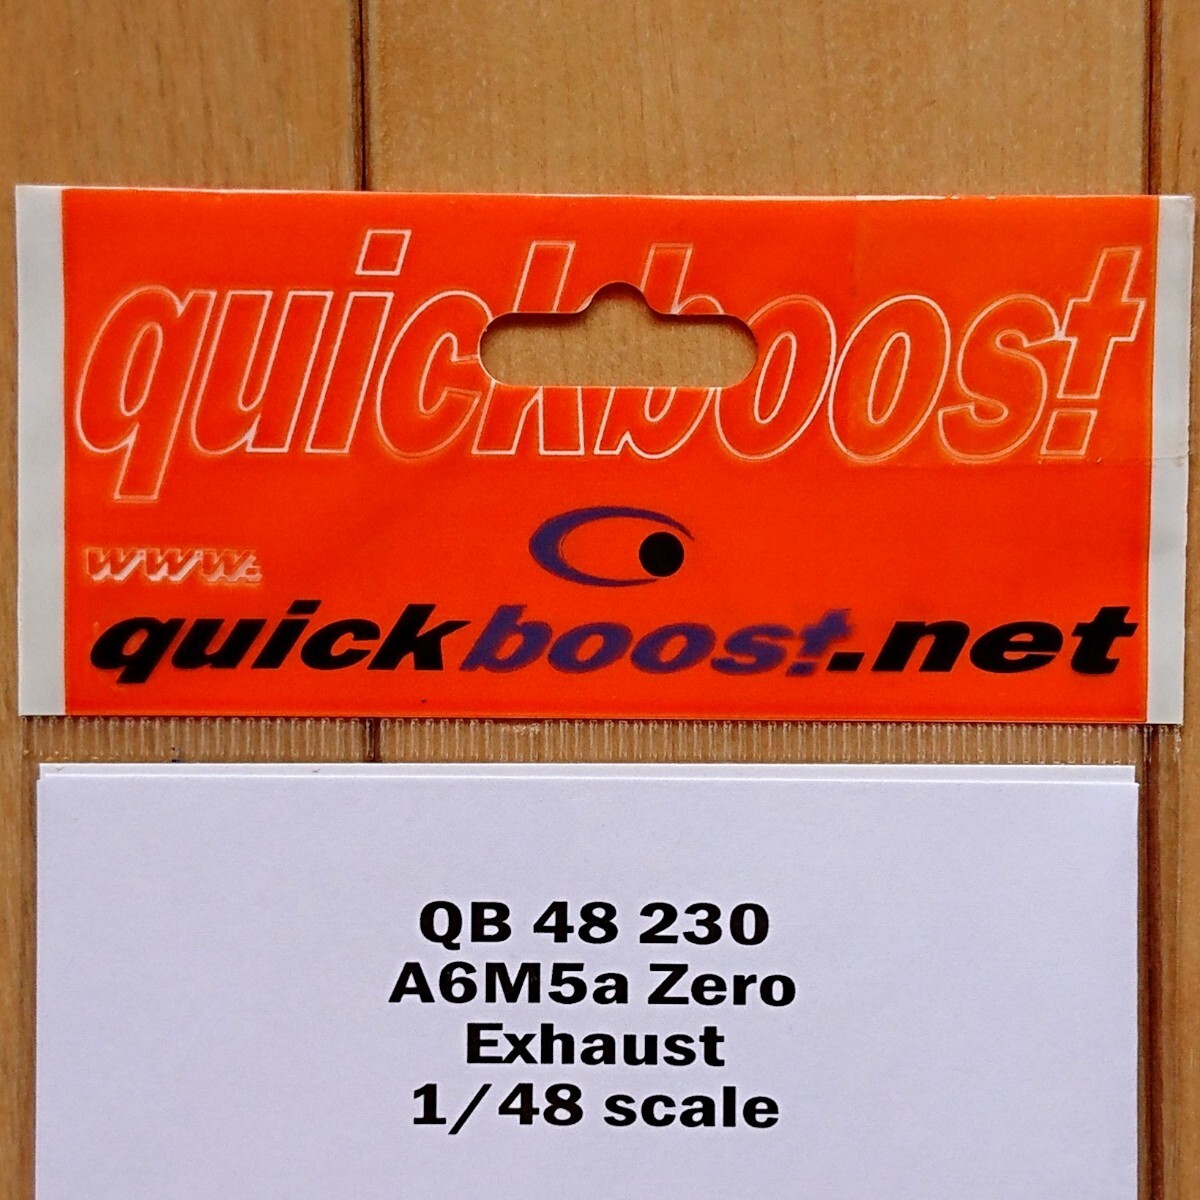 quickboost
www.
quickboost.net
QB 48 230
A6M5a Zero
Exhaust
1/48 scale